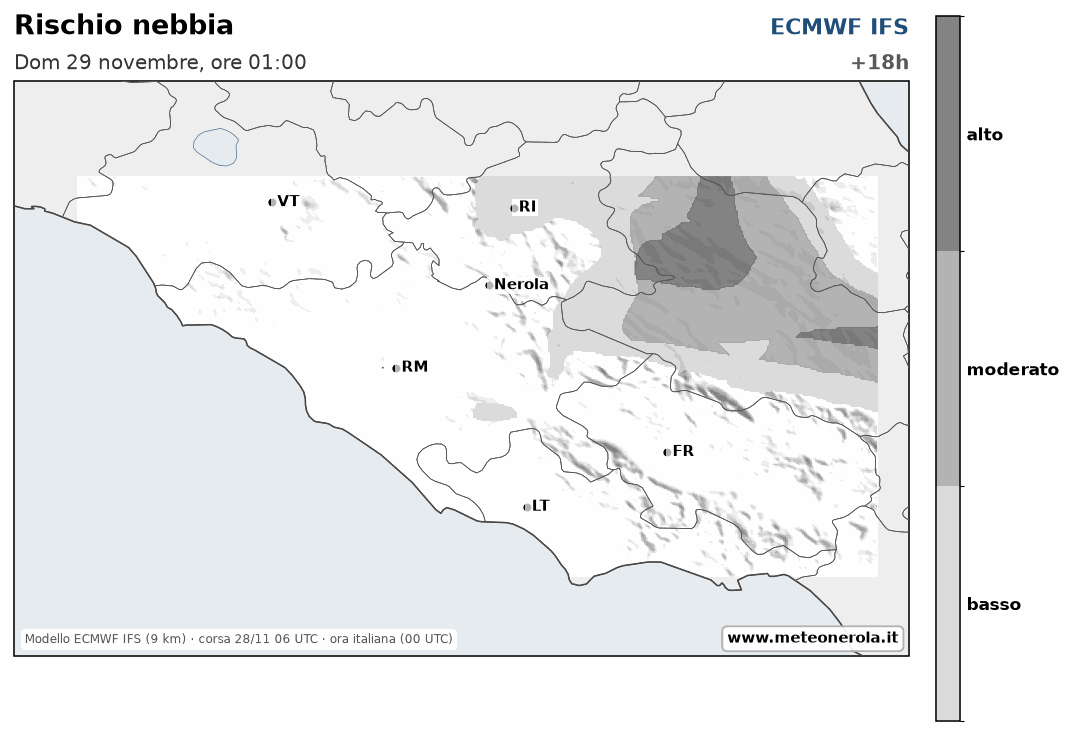 Rischio nebbia
ECMWF IFS
Dom 29 novembre, ore 01:00
+18h
alto
VT
RI
Nerola
moderato
RM
FR
LT
basso
Modello ECMWF IFS (9 km) · corsa 28/11 06 UTC · ora italiana (00 UTC)
www.meteonerola.it